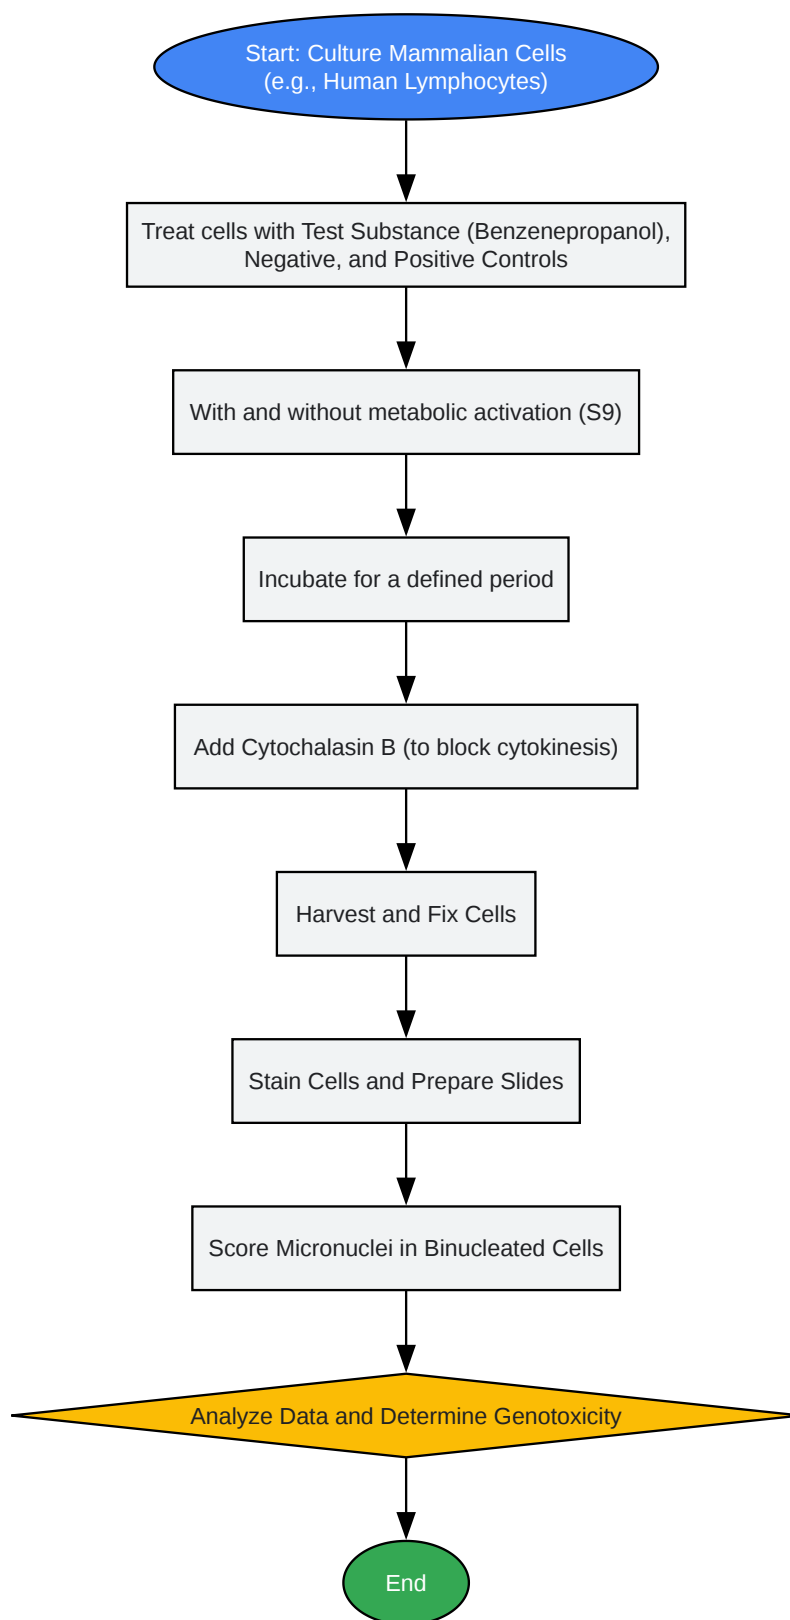 Start: Culture Mammalian Cells
(e.g., Human Lymphocytes)
Treat cells with Test Substance (Benzenepropanol),
Negative, and Positive Controls
With and without metabolic activation (S9)
Incubate for a defined period
Add Cytochalasin B (to block cytokinesis)
Harvest and Fix Cells
Stain Cells and Prepare Slides
Score Micronuclei in Binucleated Cells
Analyze Data and Determine Genotoxicity
End